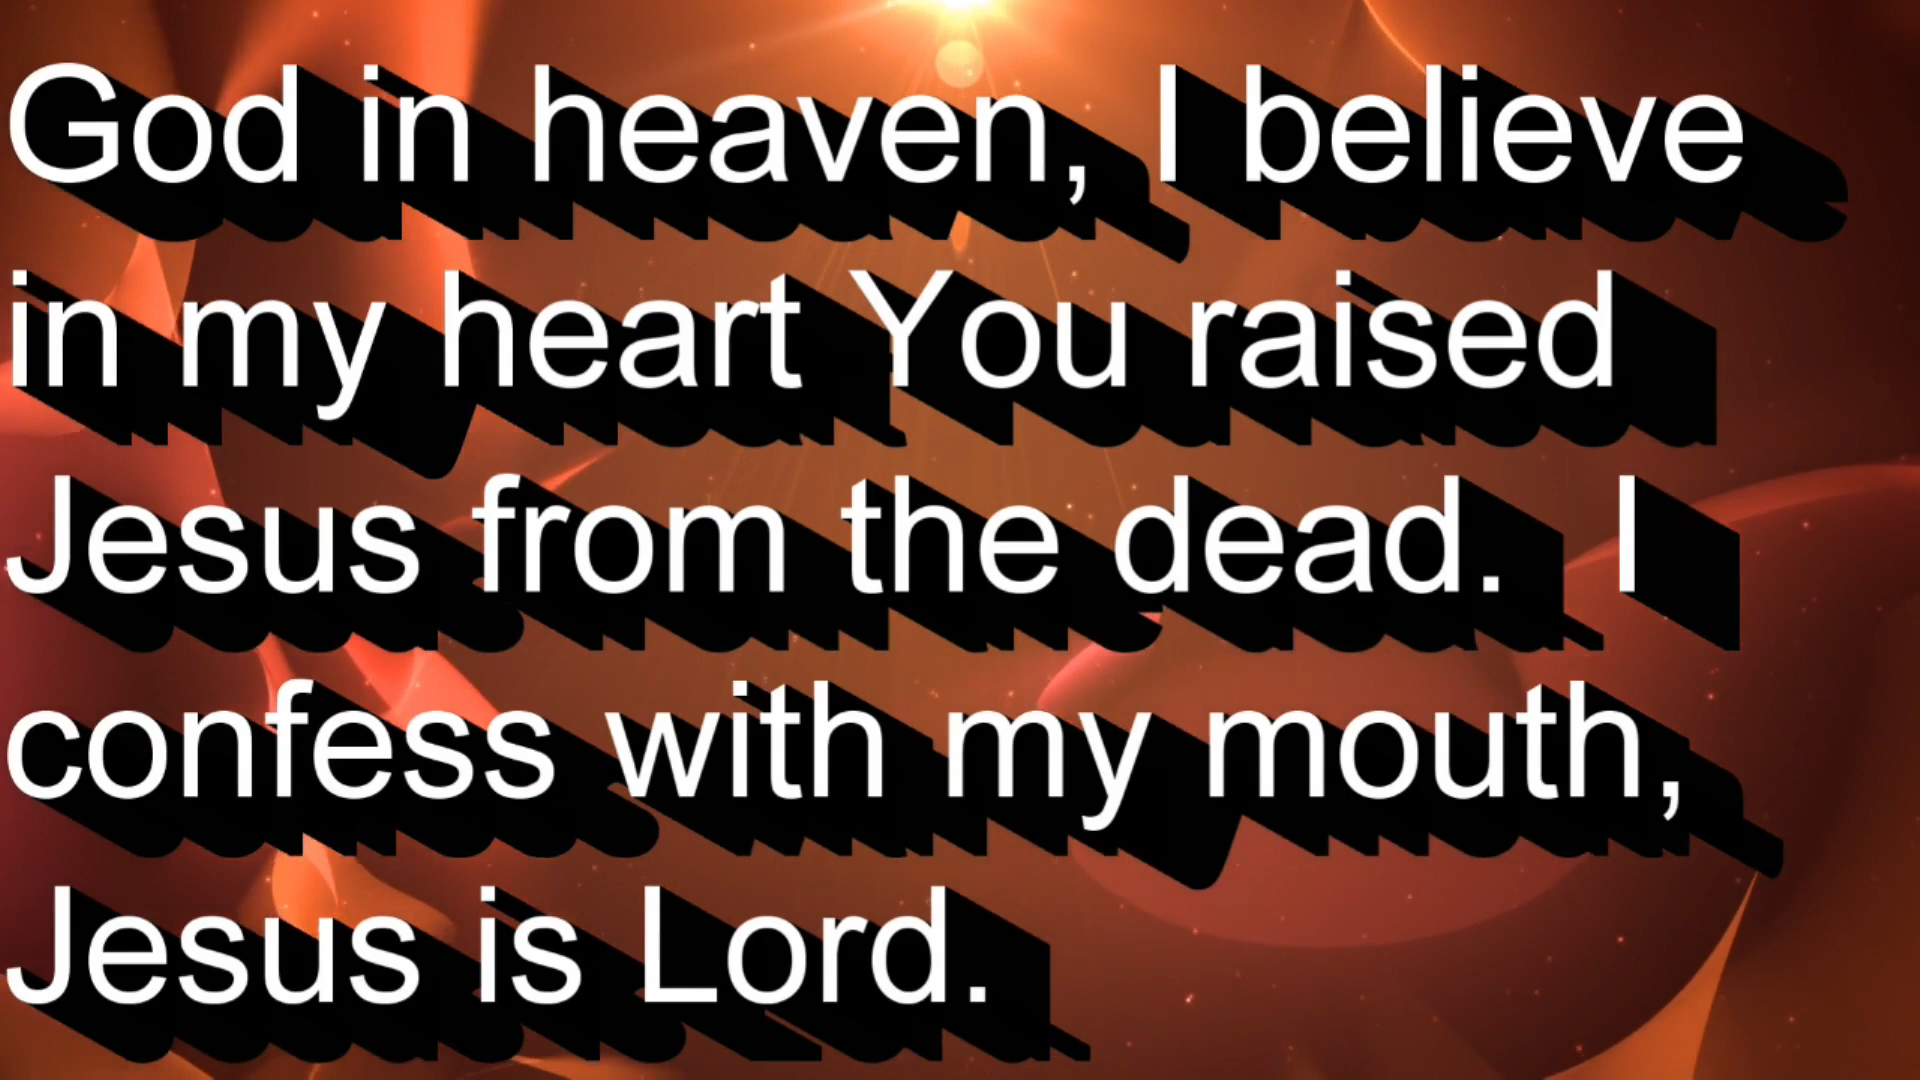 God in heaven, I believe
in my heart You raised
Jesus from the dead.  I
confess with my mouth,
Jesus is Lord.